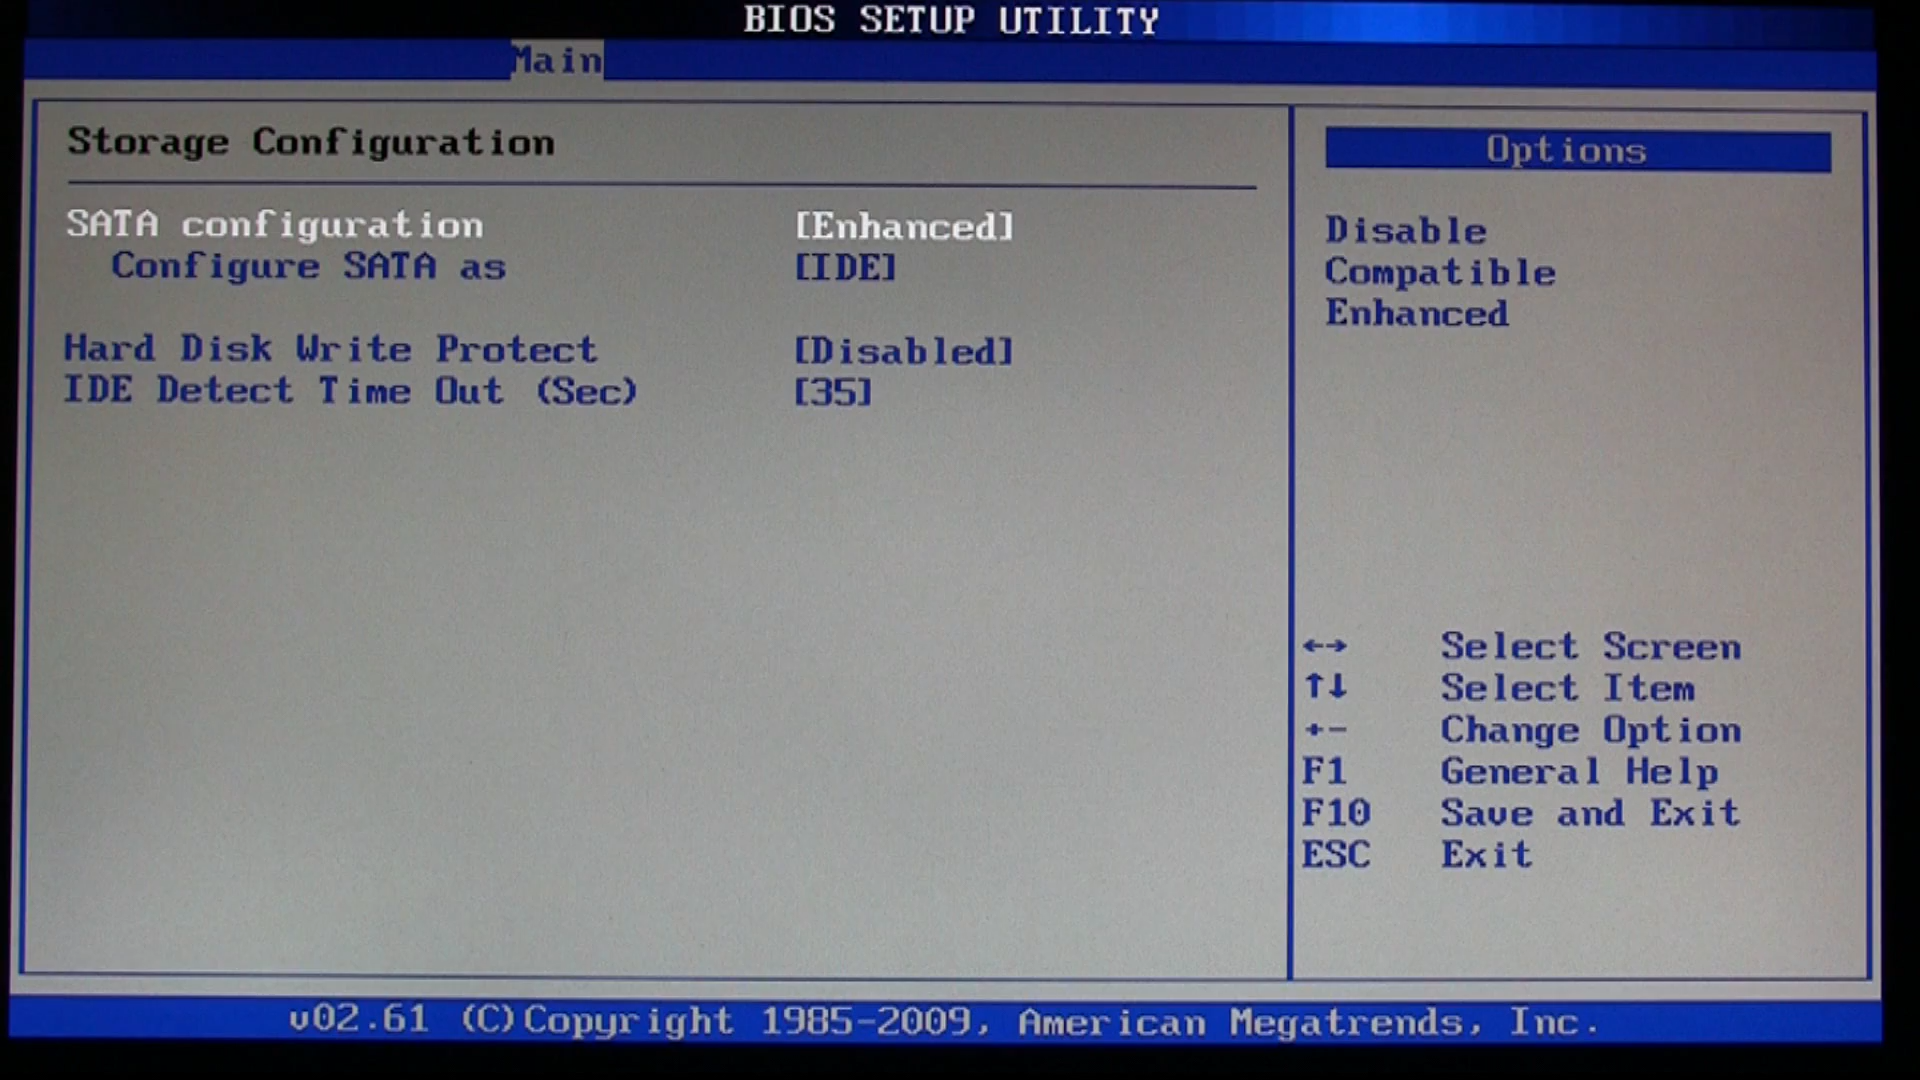 BIOS SETUP UTILITY
Main
Storage Configuration
SATA configuration [Enhanced]
Configure SATA as [IDE]
Hard Disk Write Protect [Disabled]
IDE Detect Time Out (Sec) [35]
Options
Disable
Compatible
Enhanced
←→ Select Screen
↑↓ Select Item
+- Change Option
F1 General Help
F10 Save and Exit
ESC Exit
v02.61 (C)Copyright 1985-2009, American Megatrends, Inc.